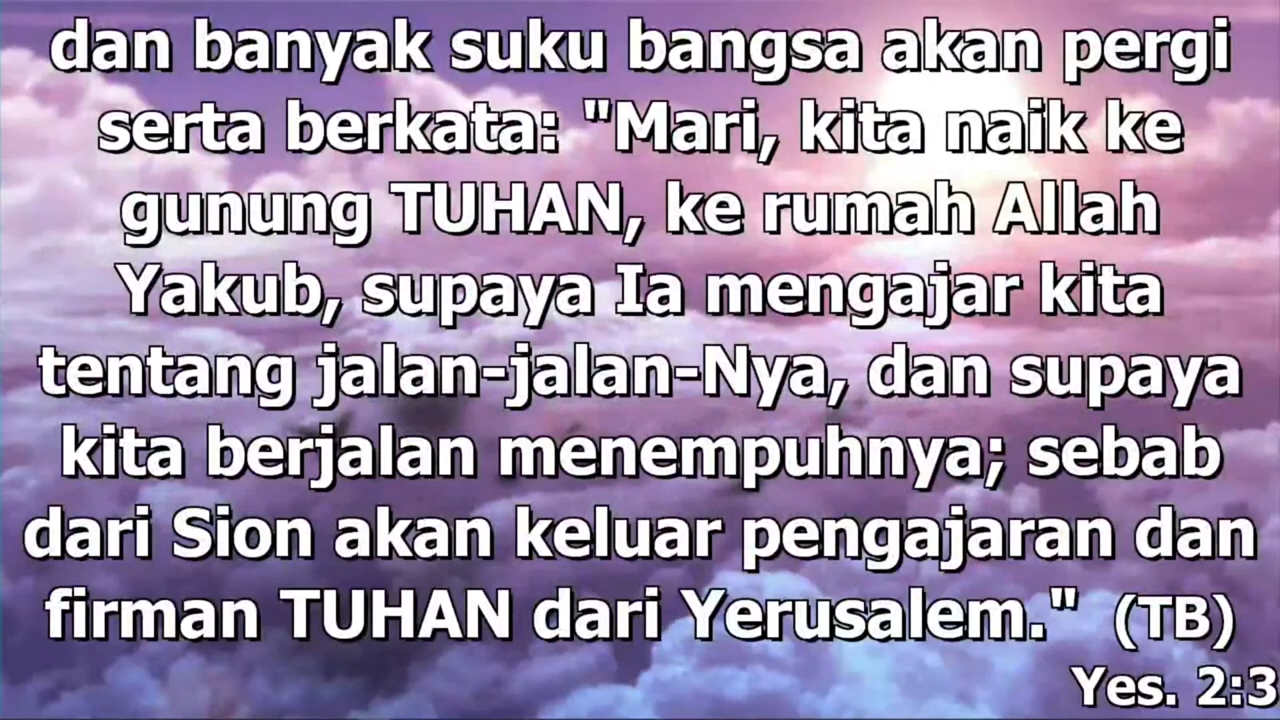 dan banyak suku bangsa akan pergi
serta berkata: "Mari, kita naik ke
gunung TUHAN, ke rumah Allah
Yakub, supaya Ia mengajar kita
tentang jalan-jalan-Nya, dan supaya
kita berjalan menempuhnya; sebab
dari Sion akan keluar pengajaran dan
firman TUHAN dari Yerusalem." (TB)
Yes. 2:3